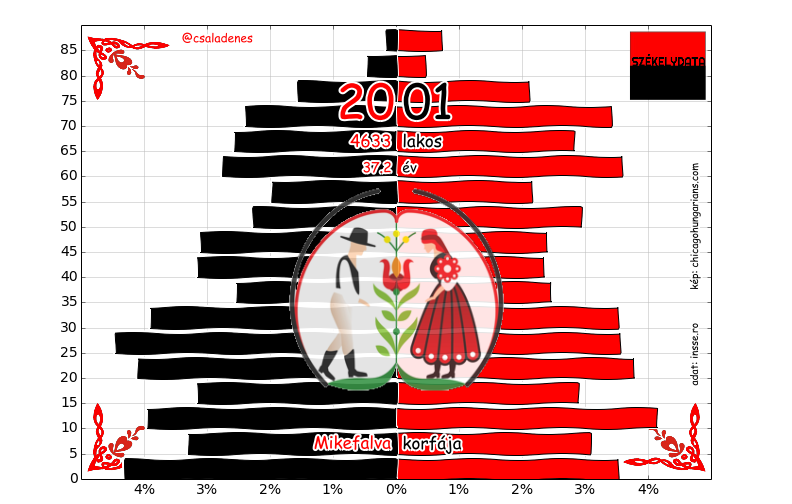 @csaladenes
SZÉKELYDATA
2001
4633 lakos
37,2 év
kép: chicagohungarians.com
adat: insse.ro
Mikefalva korfája
85
80
75
70
65
60
55
50
45
40
35
30
25
20
15
10
5
0
4% 3% 2% 1% 0% 1% 2% 3% 4%